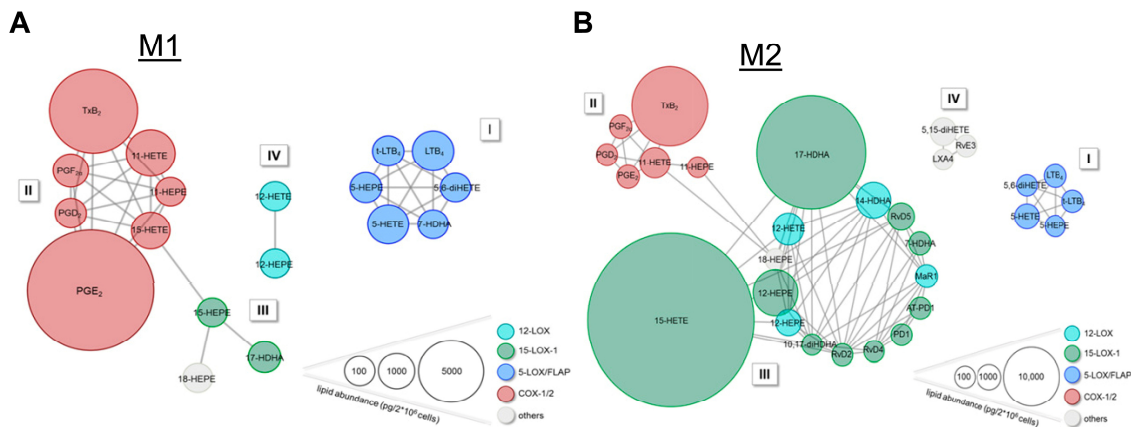 A
M1
TxB2
11-HETE
PGF2α
11-HEPE
II
PGD2
15-HETE
PGE2
IV
12-HETE
12-HEPE
15-HEPE
III
17-HDHA
18-HEPE
I
t-LTB4
LTB4
5-HEPE
5,6-diHETE
5-HETE
7-HDHA
100
1000
5000
lipid abundance (pg/2*10⁶ cells)
12-LOX
15-LOX-1
5-LOX/FLAP
COX-1/2
others
B
M2
II
TxB2
PGF2α
PGD2
11-HETE
11-HEPE
PGE2
17-HDHA
14-HDHA
12-HETE
RvD5
7-HDHA
18-HEPE
MaR1
12-HEPE
15-HETE
12-HEPE
AT-PD1
PD1
10,17-diHDHA
RvD2
RvD4
III
IV
5,15-diHETE
RvE3
LXA4
I
LTE4
5,6-diHETE
t-LTB4
5-HETE
5-HEPE
100
1000
10,000
lipid abundance (pg/2*10⁶ cells)
12-LOX
15-LOX-1
5-LOX/FLAP
COX-1/2
others